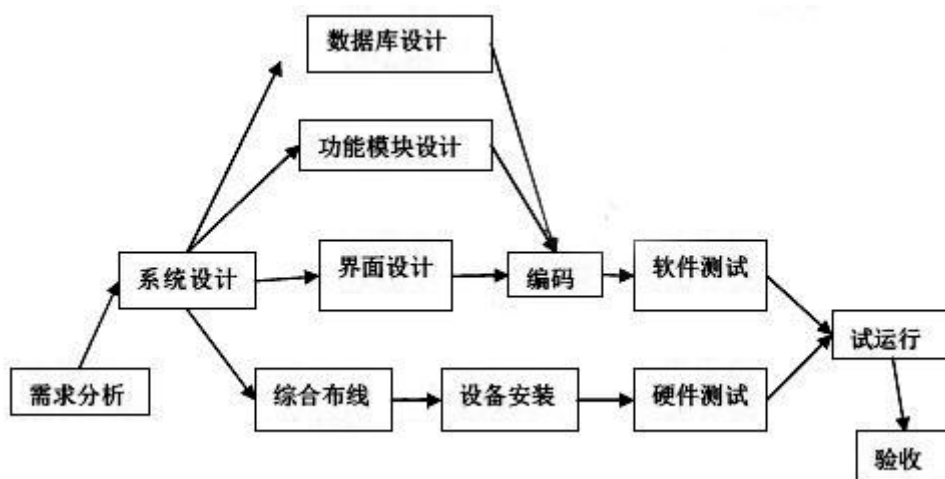 数据库设计
功能模块设计
系统设计
界面设计
编码
软件测试
试运行
需求分析
综合布线
设备安装
硬件测试
验收